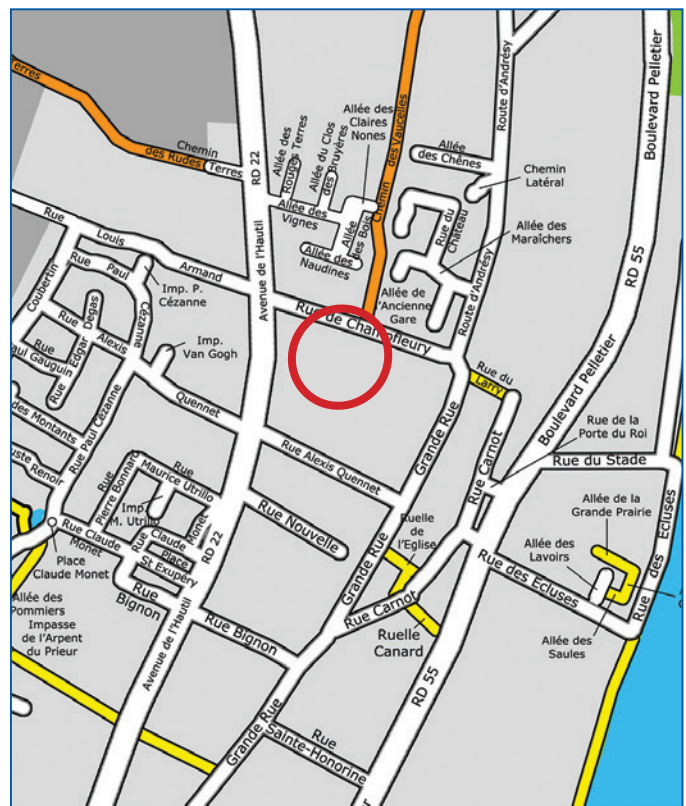 Terres
Chemin
des Rudes
Terres
RD 22
Allée des
Rouges Terres
Allée du Clos
des Bruyères
Allée des
Claires
Nones
Chemin
des Vaucelles
Route d'Andrésy
Boulevard Pelletier
Allée
des Chênes
Chemin
Latéral
Allée des
Vignes
Allée
des Bois
Allée des
Naudines
Rue du
Château
Allée des
Maraîchers
RD 55
Rue
Louis
Armand
Avenue de l'Hautil
Rue de Champfleury
Allée de
l'Ancienne
Gare
Route d'Andrésy
Boulevard Pelletier
Coubertin
Rue
Paul
Cézanne
Imp. P.
Cézanne
Rue
Alexis
Quennet
Imp.
Van Gogh
Rue
Edgar Degas
Rue
Paul Gauguin
des Montants
Rue Paul Cézanne
Rue du
Larry
Grande Rue
Rue Carnot
Rue de la
Porte du Roi
Rue du Stade
Rue Alexis Quennet
Rue
Maurice Utrillo
Rue
Pierre Bonnard
Imp.
M. Utrillo
Rue
Claude
Monet
Place
St Exupéry
RD 22
Rue Nouvelle
Ruelle
de
l'Eglise
Allée de la
Grande Prairie
Allée des
Lavoirs
Rue des Ecluses
Rue des Ecluses
Allée des
Saules
Rue Claude
Monet
Place
Claude Monet
Allée des
Pommiers
Impasse
de l'Arpent
du Prieur
Rue
Bignon
Rue Bignon
Avenue de l'Hautil
Grande Rue
Rue Carnot
Ruelle
Canard
RD 55
Grande Rue
Rue
Sainte-Honorine